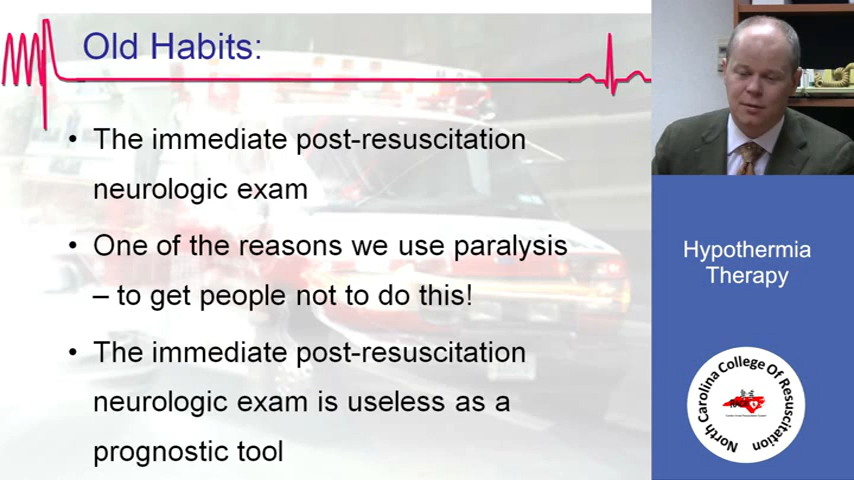 Old Habits:
• The immediate post-resuscitation
neurologic exam
• One of the reasons we use paralysis
– to get people not to do this!
• The immediate post-resuscitation
neurologic exam is useless as a
prognostic tool
Hypothermia
Therapy
North Carolina College Of Resuscitation